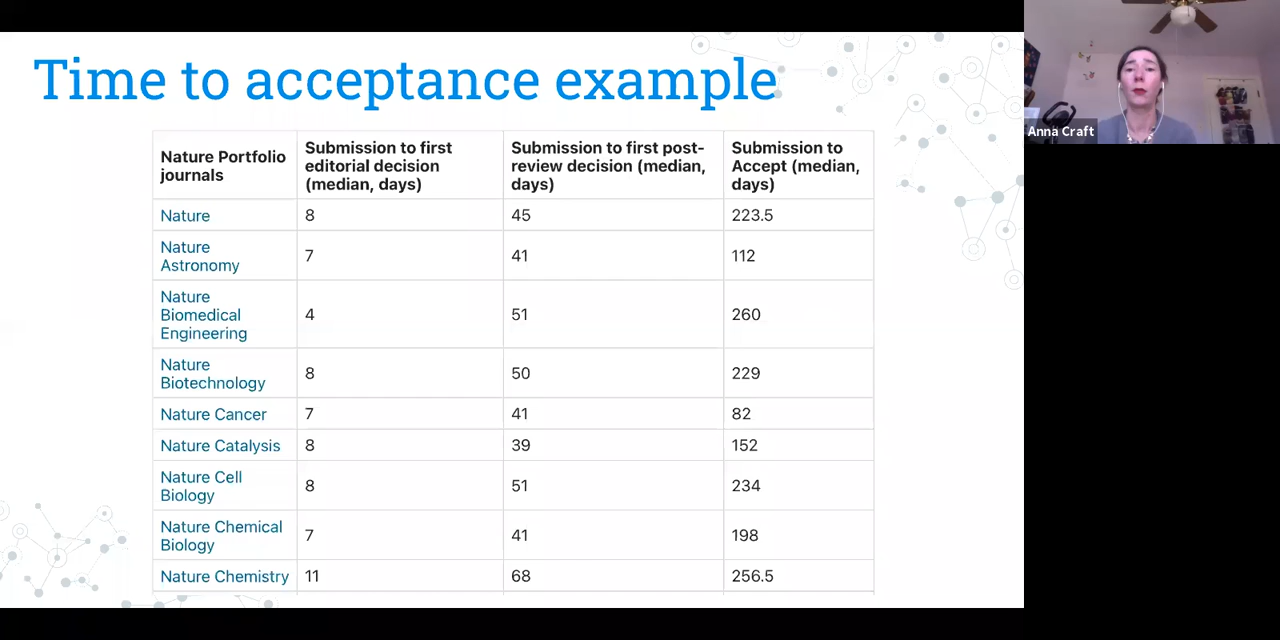 Time to acceptance example
Nature Portfolio
journals
Submission to first
editorial decision
(median, days)
Submission to first post-
review decision (median,
days)
Submission to
Accept (median,
days)
Nature
8
45
223.5
Nature
Astronomy
7
41
112
Nature
Biomedical
Engineering
4
51
260
Nature
Biotechnology
8
50
229
Nature Cancer
7
41
82
Nature Catalysis
8
39
152
Nature Cell
Biology
8
51
234
Nature Chemical
Biology
7
41
198
Nature Chemistry
11
68
256.5
Anna Craft